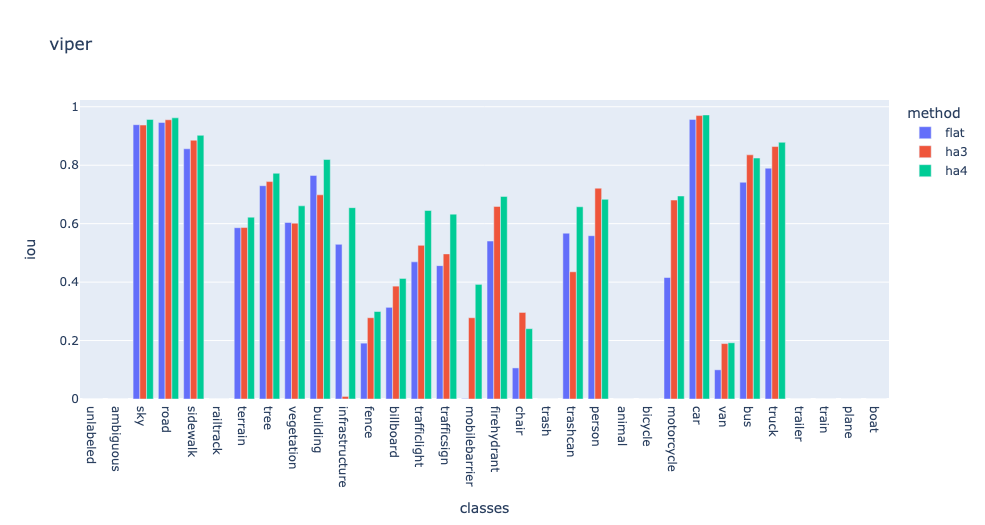 viper
method
flat
ha3
ha4
iou
1
0.8
0.6
0.4
0.2
0
unlabeled
ambiguous
sky
road
sidewalk
railtrack
terrain
tree
vegetation
building
infrastructure
fence
billboard
trafficlight
trafficsign
mobilebarrier
firehydrant
chair
trash
trashcan
person
animal
bicycle
motorcycle
car
van
bus
truck
trailer
train
plane
boat
classes